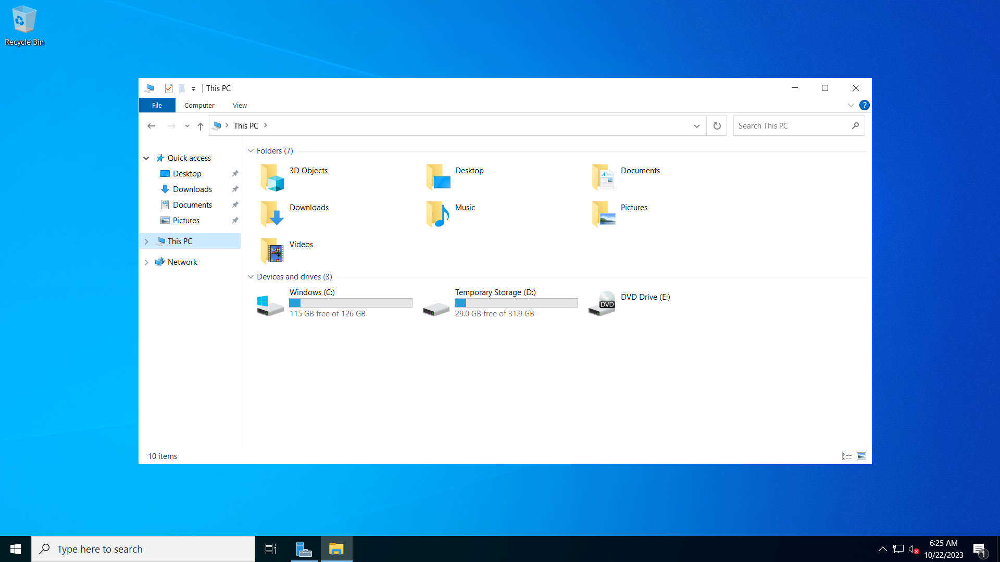 Recycle Bin
This PC
File
Computer
View
?
This PC
Search This PC
Quick access
Desktop
Downloads
Documents
Pictures
This PC
Network
Folders (7)
3D Objects
Desktop
Documents
Downloads
Music
Pictures
Videos
Devices and drives (3)
Windows (C:)
115 GB free of 126 GB
Temporary Storage (D:)
29.0 GB free of 31.9 GB
DVD
DVD Drive (E:)
10 items
Type here to search
6:25 AM
10/22/2023
1